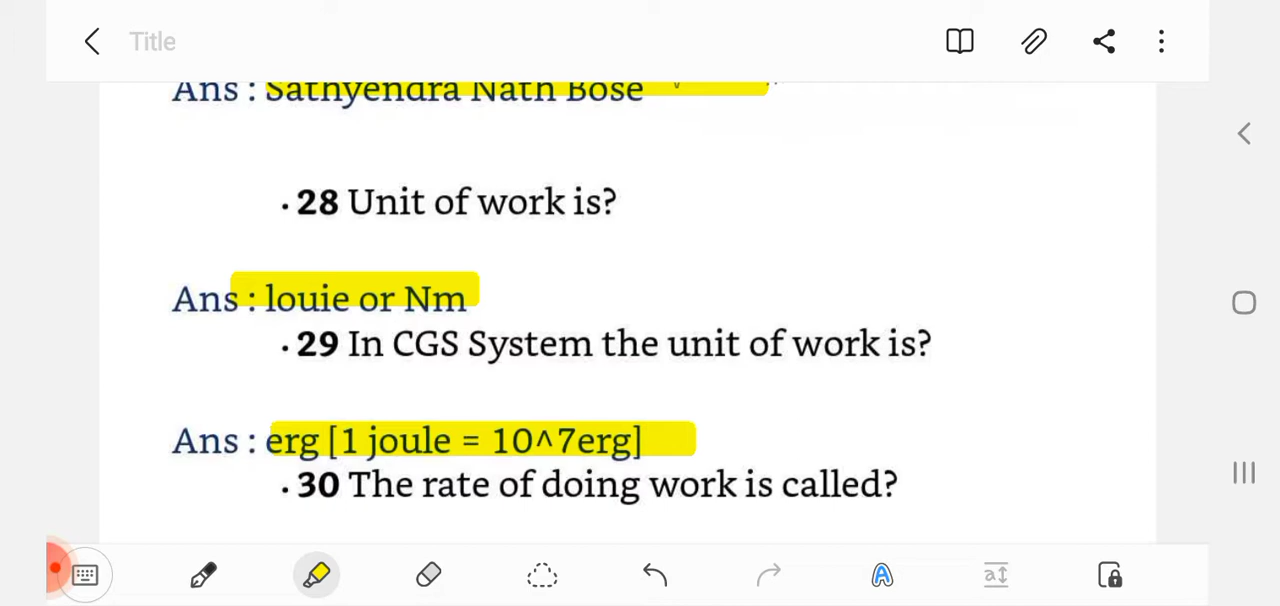 Title
Ans : Sathyendra Nath Bose
. 28 Unit of work is?
Ans : louie or Nm
. 29 In CGS System the unit of work is?
Ans : erg [1 joule = 10^7erg]
. 30 The rate of doing work is called?